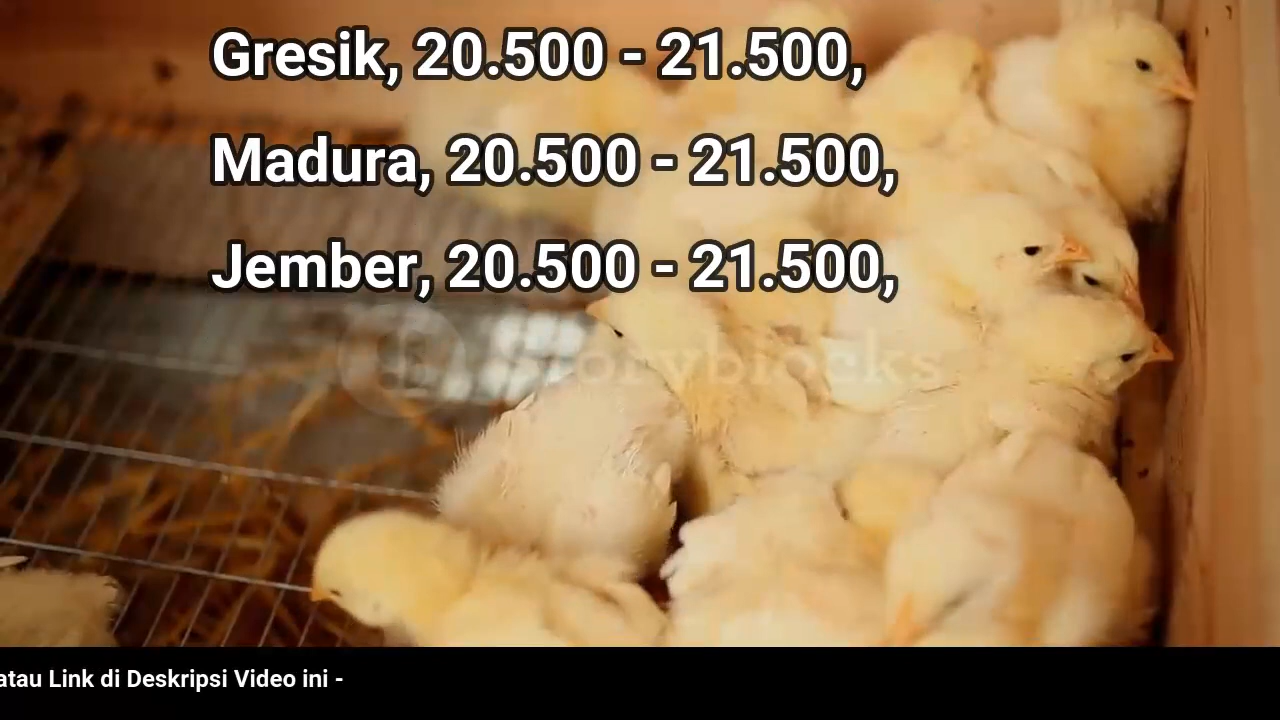 Gresik, 20.500 - 21.500,
Madura, 20.500 - 21.500,
Jember, 20.500 - 21.500,
Storyblocks
atau Link di Deskripsi Video ini -